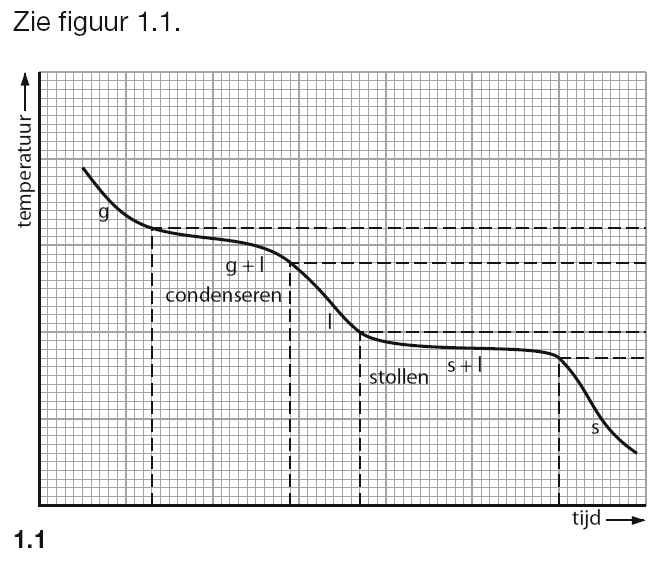 Zie figuur 1.1.
temperatuur
g
g + l
condenseren
l
s + l
stollen
s
tijd
1.1